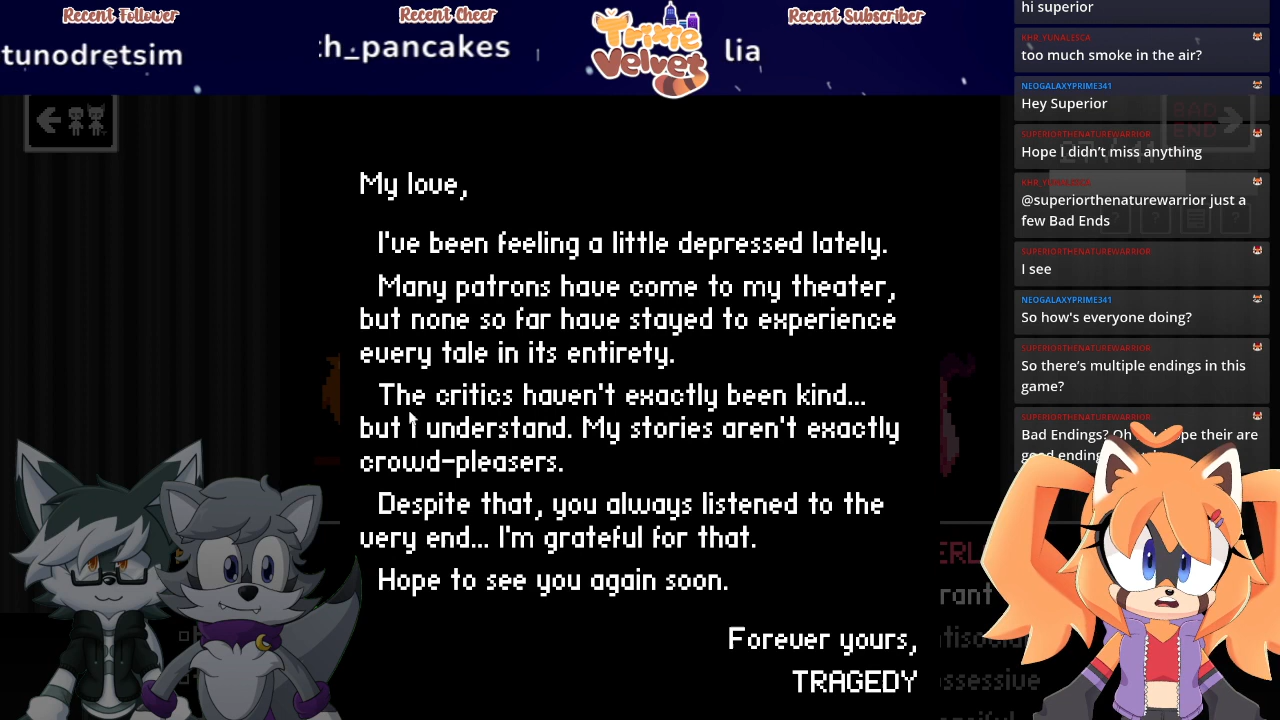 Recent Follower
tunodretsim
Recent Cheer
h_pancakes
Trixie
Velvet
Recent Subscriber
lia
BAD
END
My love,
I've been feeling a little depressed lately.
Many patrons have come to my theater,
but none so far have stayed to experience
every tale in its entirety.
The critics haven't exactly been kind...
but I understand. My stories aren't exactly
crowd-pleasers.
Despite that, you always listened to the
very end... I'm grateful for that.
Hope to see you again soon.
Forever yours,
TRAGEDY
hi superior
KHR_YUNALESCA
too much smoke in the air?
NEOGALAXYPRIME341
Hey Superior
SUPERIORTHENATUREWARRIOR
Hope I didn't miss anything
KHR_YUNALESCA
@superiorthenaturewarrior just a
few Bad Ends
SUPERIORTHENATUREWARRIOR
I see
NEOGALAXYPRIME341
So how's everyone doing?
SUPERIORTHENATUREWARRIOR
So there's multiple endings in this
game?
SUPERIORTHENATUREWARRIOR
Bad Endings? their are